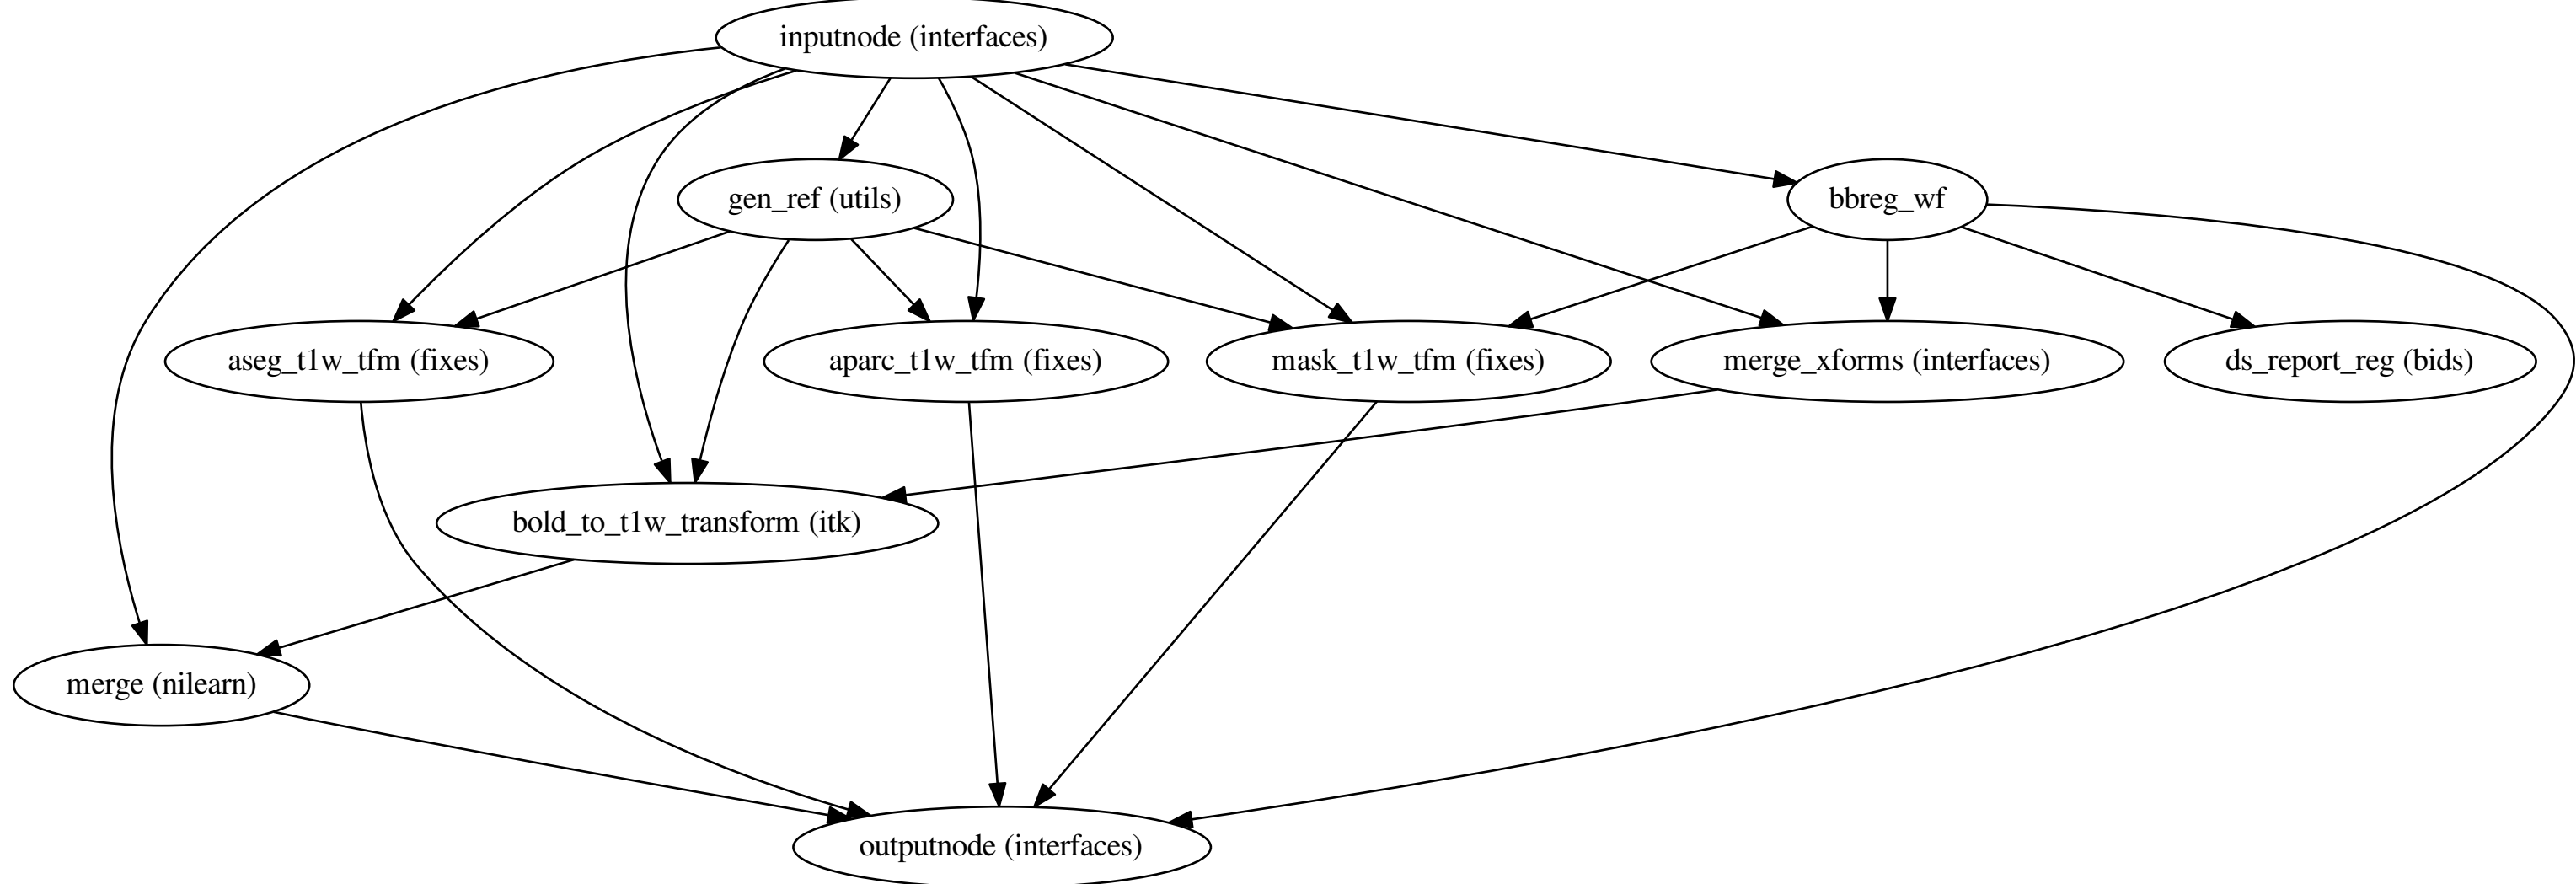 inputnode (interfaces)
gen_ref (utils)
bbreg_wf
aseg_t1w_tfm (fixes)
aparc_t1w_tfm (fixes)
mask_t1w_tfm (fixes)
merge_xforms (interfaces)
ds_report_reg (bids)
bold_to_t1w_transform (itk)
merge (nilearn)
outputnode (interfaces)